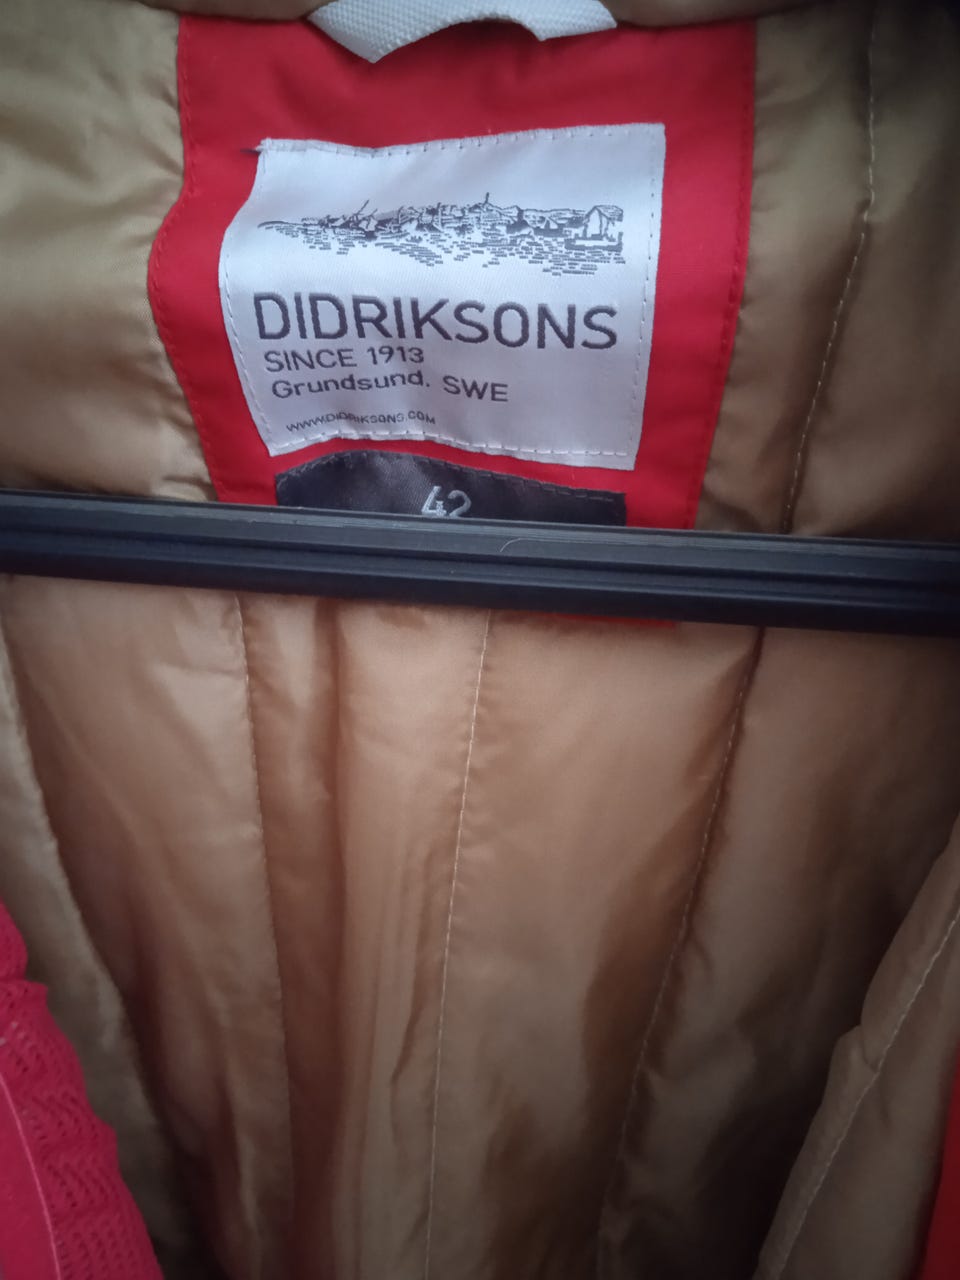 DIDRIKSONS
SINCE 1913
Grundsund. SWE
WWW.DIDRIKSONS.COM
42